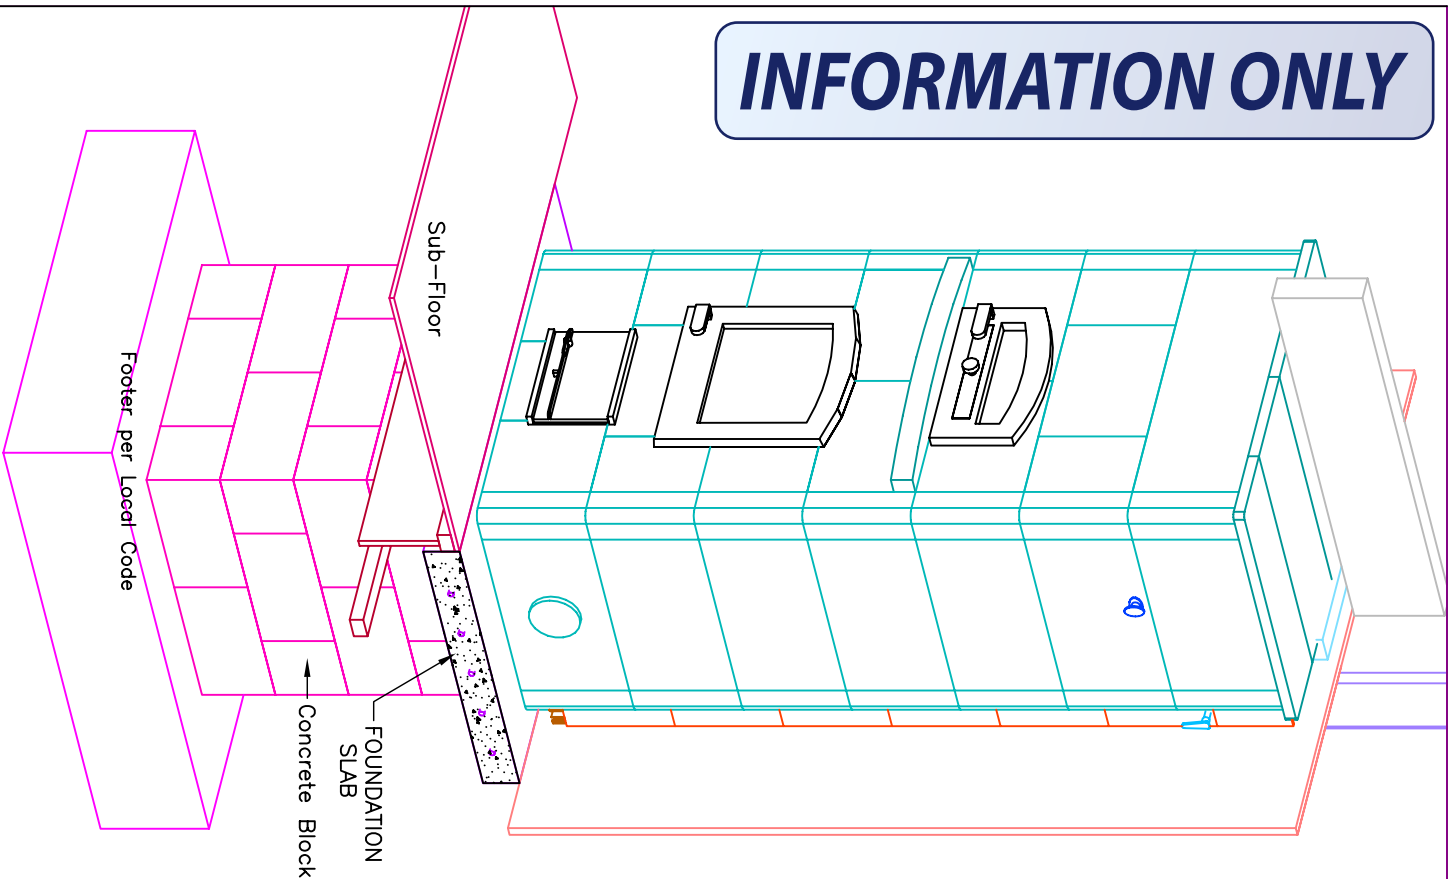 INFORMATION ONLY
Sub-Floor
FOUNDATION
SLAB
Concrete Block
Footer per Local Code